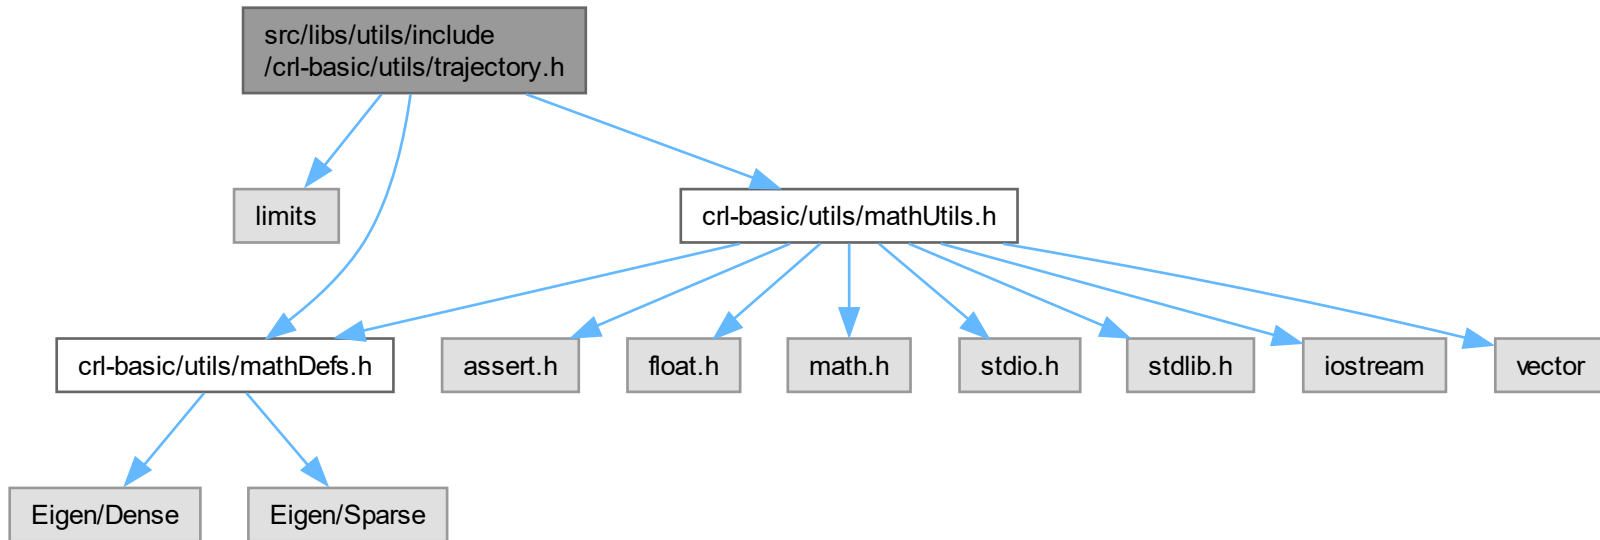 src/libs/utils/include
/crl-basic/utils/trajectory.h
limits
crl-basic/utils/mathUtils.h
crl-basic/utils/mathDefs.h
assert.h
float.h
math.h
stdio.h
stdlib.h
iostream
vector
Eigen/Dense
Eigen/Sparse